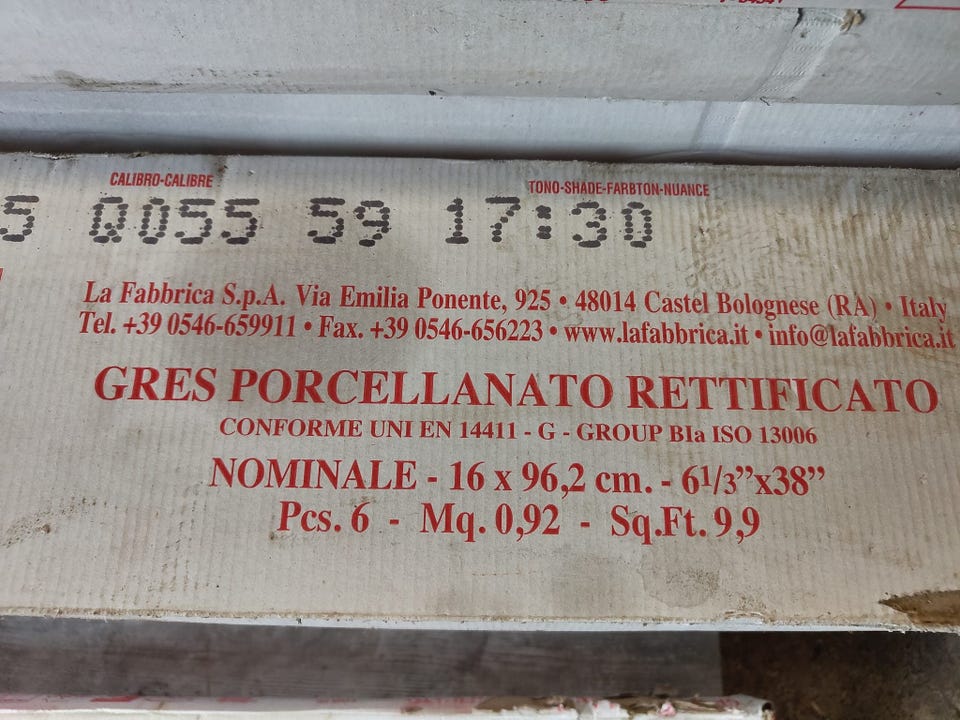 CALIBRO-CALIBRE
TONO-SHADE-FARBTON-NUANCE
5 Q055 59 17:30
La Fabbrica S.p.A. Via Emilia Ponente, 925 • 48014 Castel Bolognese (RA) • Italy
Tel. +39 0546-659911 • Fax. +39 0546-656223 • www.lafabbrica.it • info@lafabbrica.it
GRES PORCELLANATO RETTIFICATO
CONFORME UNI EN 14411 - G - GROUP BIa ISO 13006
NOMINALE - 16 x 96,2 cm. - 61/3”x38”
Pcs. 6 - Mq. 0,92 - Sq.Ft. 9,9